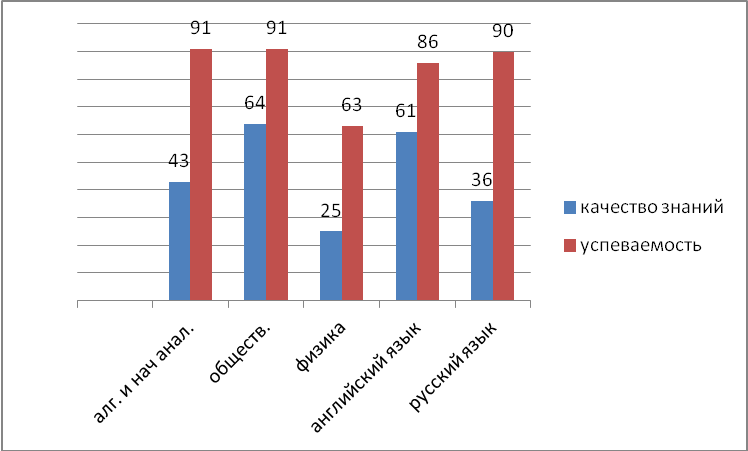 91
91
90
86
64
63
61
43
36
25
качество знаний
успеваемость
алг. и нач анал.
обществ.
физика
английский язык
русский язык